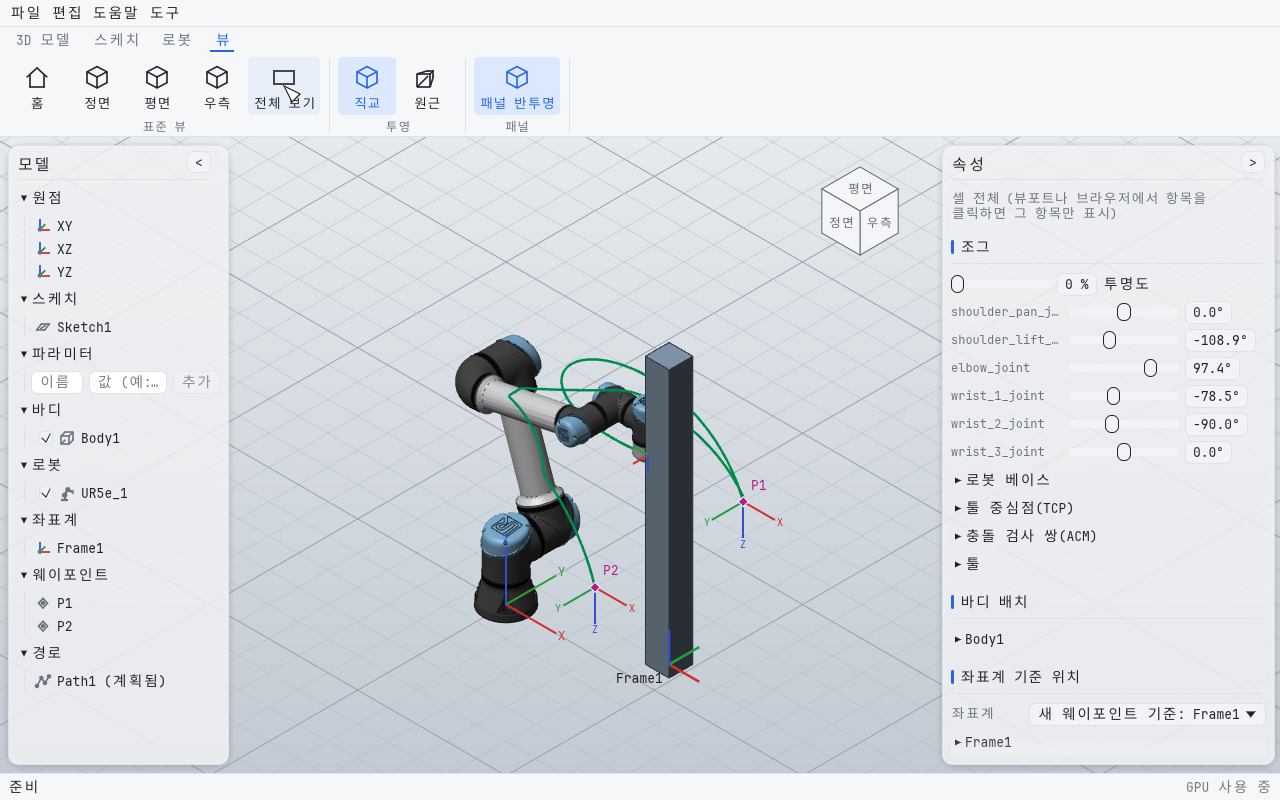 파일 편집 도움말 도구
3D 모델 스케치 로봇 뷰
홈 정면 평면 우측 전체 보기 직교 원근 패널 반투명
표준 뷰 투영 패널
모델 <
▼ 원점
XY
XZ
YZ
▼ 스케치
Sketch1
▼ 파라미터
이름 값 (예:… 추가
▼ 바디
✓ Body1
▼ 로봇
✓ UR5e_1
▼ 좌표계
Frame1
▼ 웨이포인트
P1
P2
▼ 경로
Path1 (계획됨)
평면
정면 우측
P1
Y X
Z
P2
Y X
Z
Y
X
Frame1
속성 >
셀 전체 (뷰포트나 브라우저에서 항목을
클릭하면 그 항목만 표시)
조그
0 % 투명도
shoulder_pan_j… 0.0°
shoulder_lift_… -108.9°
elbow_joint 97.4°
wrist_1_joint -78.5°
wrist_2_joint -90.0°
wrist_3_joint 0.0°
▶ 로봇 베이스
▶ 툴 중심점(TCP)
▶ 충돌 검사 쌍(ACM)
▶ 툴
바디 배치
▶ Body1
좌표계 기준 위치
좌표계 새 웨이포인트 기준: Frame1 ▼
▶ Frame1
준비 GPU 사용 중